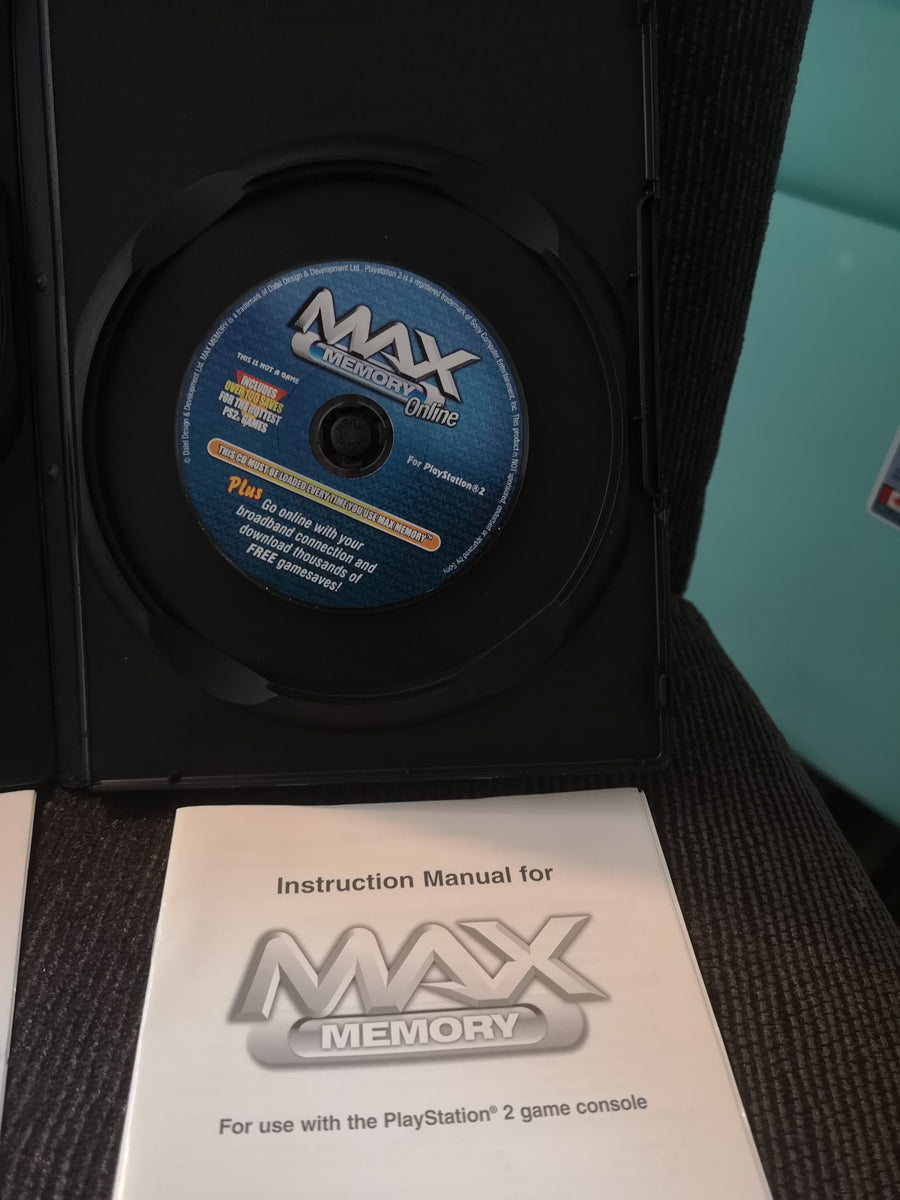 © Datel Design & Development Ltd. MAX MEMORY is a trademark of Datel Design & Development Ltd. Playstation 2 is a registered trademark of Sony Computer Entertainment, Inc. This product is NOT sponsored, endorsed or approved by Sony
MAX
MEMORY
Online
THIS IS NOT A GAME
INCLUDES
OVER 100 SAVES
FOR THE HOTTEST
PS2® GAMES
For PlayStation®2
THIS CD MUST BE LOADED EVERY TIME YOU USE MAX MEMORY™
Plus Go online with your
broadband connection and
download thousands of
FREE gamesaves!
Instruction Manual for
MAX
MEMORY
For use with the PlayStation® 2 game console